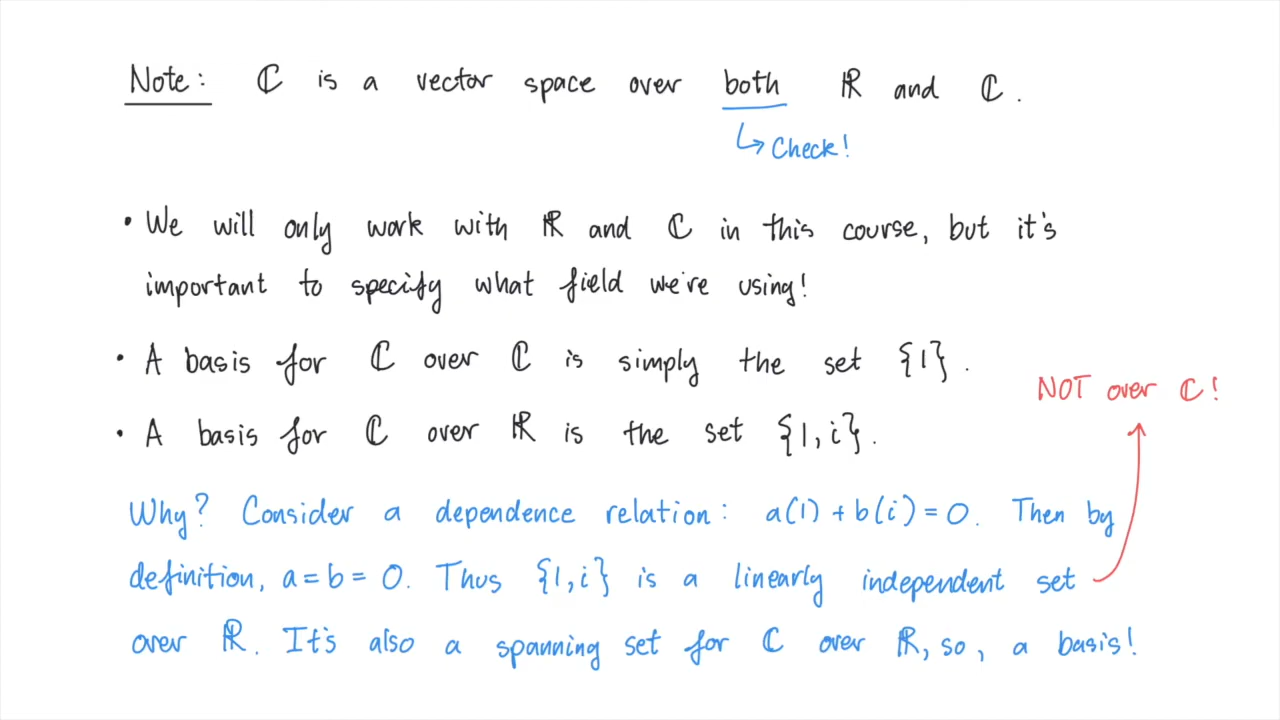 Note: ℂ is a vector space over both ℝ and ℂ.
↳ Check!
• We will only work with ℝ and ℂ in this course, but it's
important to specify what field we're using!
• A basis for ℂ over ℂ is simply the set {1}.
NOT over ℂ!
• A basis for ℂ over ℝ is the set {1, i}.
Why? Consider a dependence relation: a(1) + b(i) = 0. Then by
definition, a = b = 0. Thus {1, i} is a linearly independent set
over ℝ. It's also a spanning set for ℂ over ℝ, so, a basis!